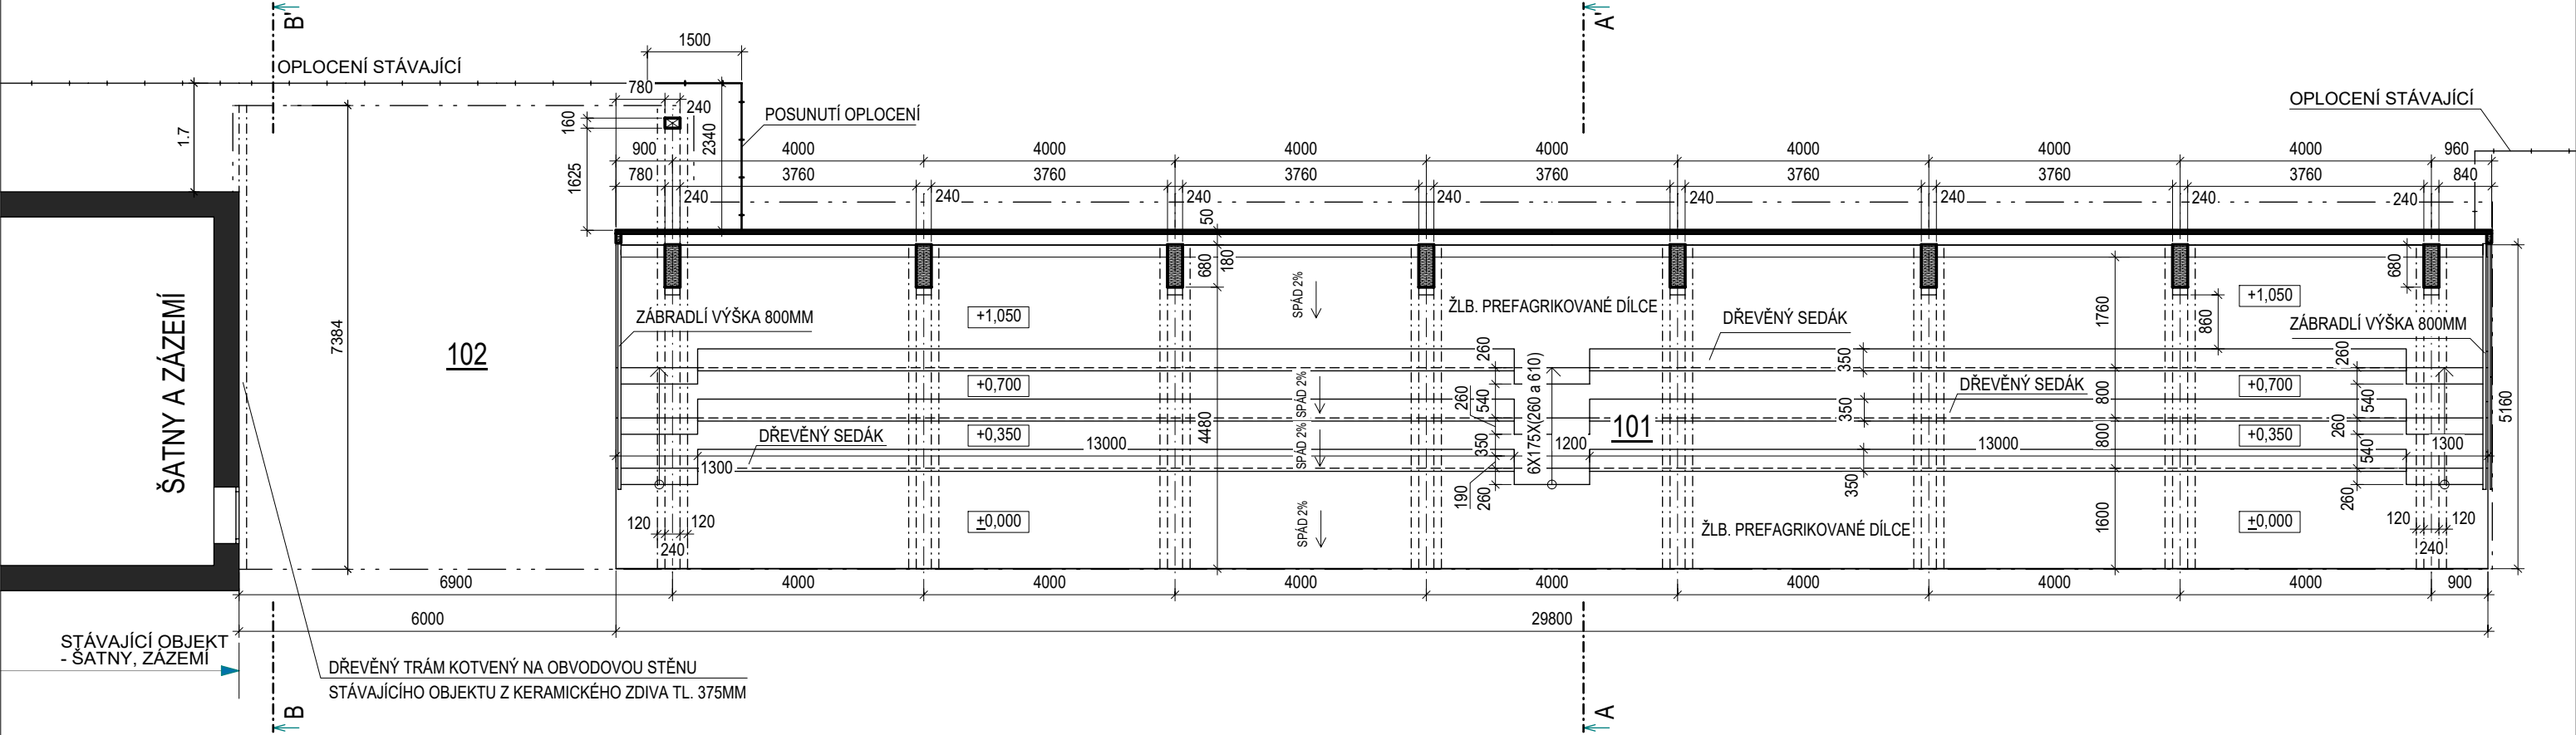 B'
A'
1500
OPLOCENÍ STÁVAJÍCÍ
780
240
OPLOCENÍ STÁVAJÍCÍ
1.7
160
2340
POSUNUTÍ OPLOCENÍ
1625
900 4000 4000 4000 4000 4000 4000 4000 960
780 3760 3760 3760 3760 3760 3760 3760 840
240 240 240 240 240 240 240 240
50
680 180
680
ŠATNY A ZÁZEMÍ
7384
102
ZÁBRADLÍ VÝŠKA 800MM
+1,050
SPÁD 2%
ŽLB. PREFAGRIKOVANÉ DÍLCE
DŘEVĚNÝ SEDÁK
1760
860
+1,050
ZÁBRADLÍ VÝŠKA 800MM
260
6X175X(260 a 610)
350
260
+0,700
SPÁD 2%
260
540
DŘEVĚNÝ SEDÁK
800
+0,700
540
5160
4480
350
DŘEVĚNÝ SEDÁK
+0,350
13000
SPÁD 2%
350
1200
101
13000
800
+0,350
260
540
1300
1300
190
260
350
260
120 120
240
+0,000
SPÁD 2%
ŽLB. PREFAGRIKOVANÉ DÍLCE
1600
+0,000
120 120
240
6900 4000 4000 4000 4000 4000 4000 4000 900
6000 29800
STÁVAJÍCÍ OBJEKT
- ŠATNY, ZÁZEMÍ
DŘEVĚNÝ TRÁM KOTVENÝ NA OBVODOVOU STĚNU
STÁVAJÍCÍHO OBJEKTU Z KERAMICKÉHO ZDIVA TL. 375MM
B
A